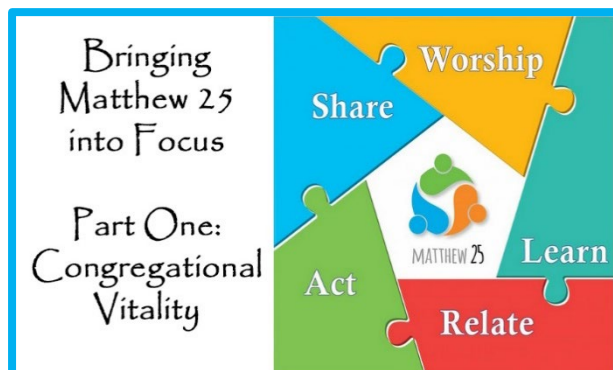 Bringing
Matthew 25
into Focus
Part One:
Congregational
Vitality
Worship
Share
Learn
Act
Relate
MATTHEW 25